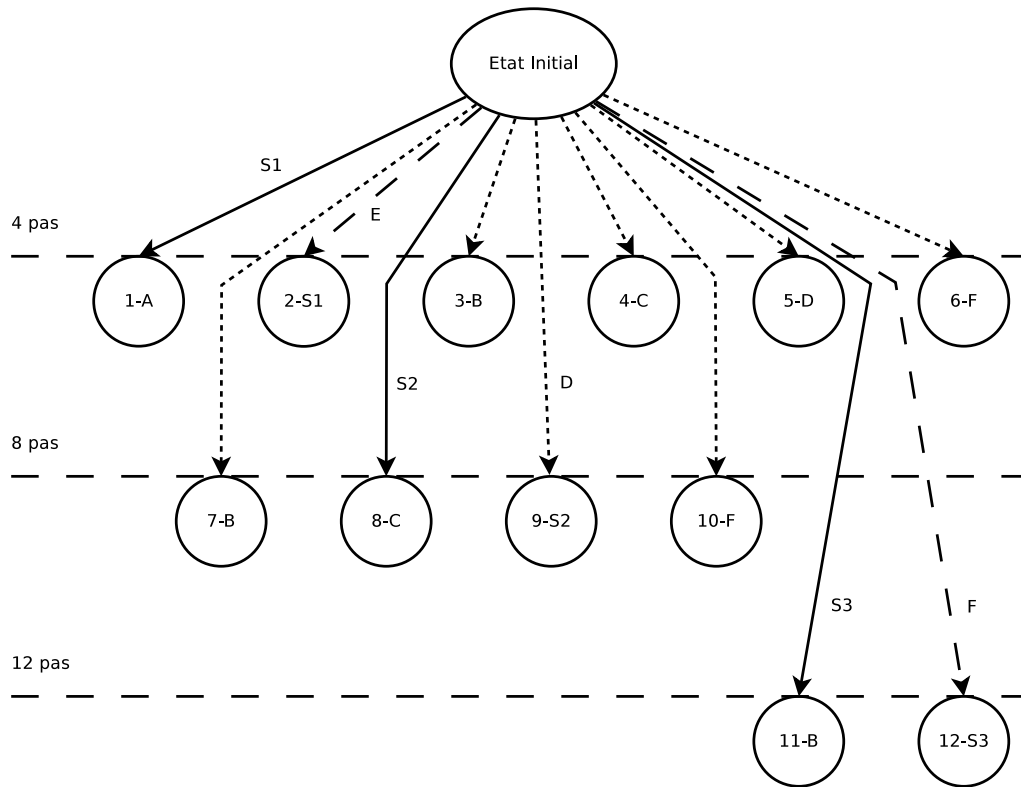 Etat Initial
S1
E
4 pas
1-A
2-S1
3-B
4-C
5-D
6-F
S2
D
8 pas
7-B
8-C
9-S2
10-F
S3
F
12 pas
11-B
12-S3